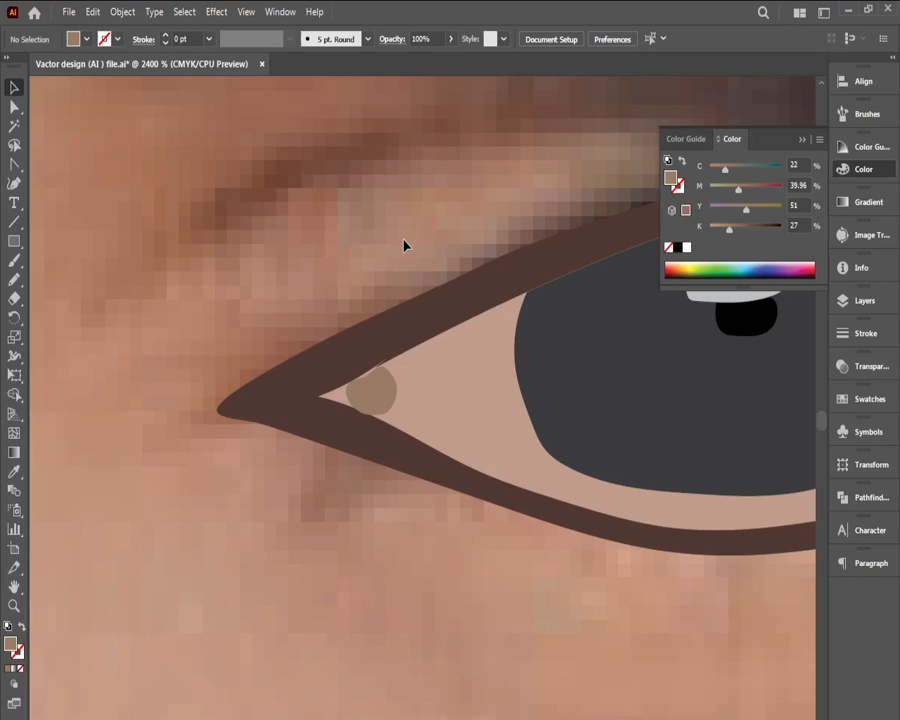 Ai File Edit Object Type Select Effect View Window Help
No Selection Stroke: 0 pt 5 pt. Round Opacity: 100% Style: Document Setup Preferences
Vactor design (AI ) file.ai* @ 2400 % (CMYK/CPU Preview) ×
Color Guide Color
C 22 %
M 39.96 %
Y 51 %
K 27 %
Align
Brushes
Color Gu...
Color
Gradient
Image Tr...
Info
Layers
Stroke
Transpar...
Swatches
Symbols
Transform
Pathfind...
Character
Paragraph